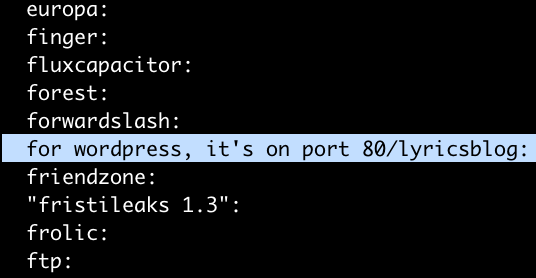 europa:
finger:
fluxcapacitor:
forest:
forwardslash:
for wordpress, it's on port 80/lyricsblog:
friendzone:
"fristileaks 1.3":
frolic:
ftp: